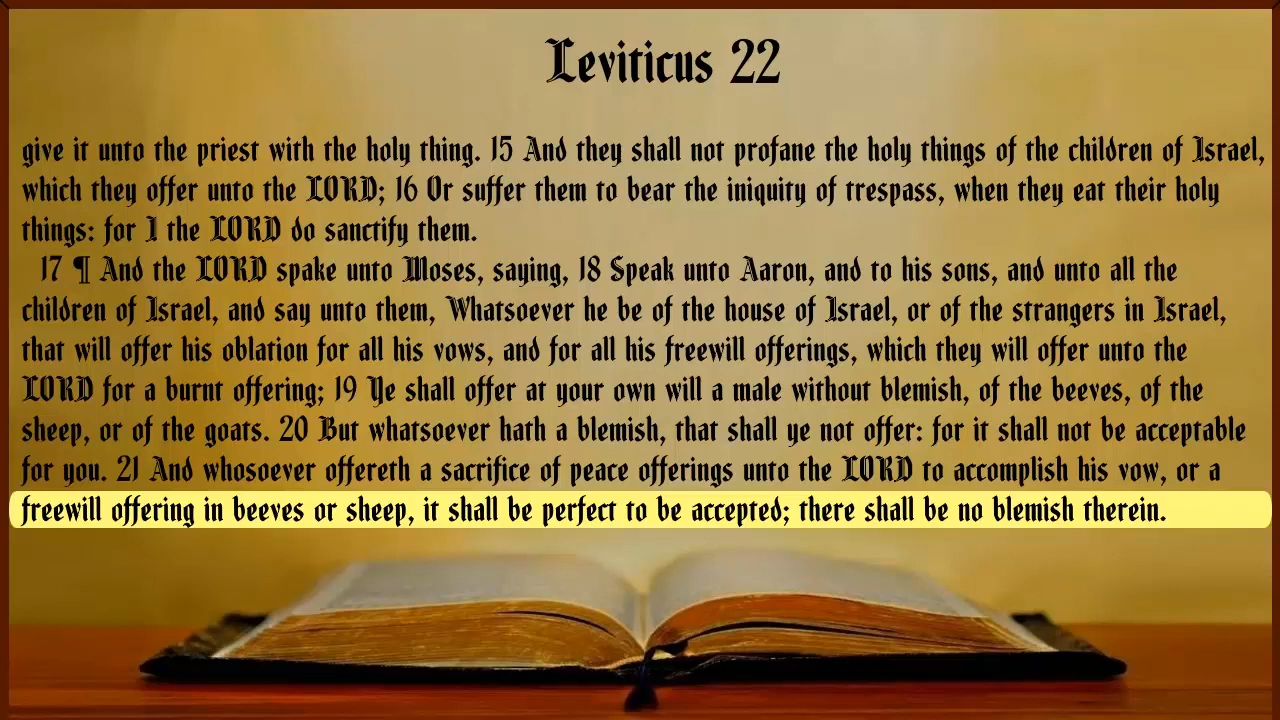 Leviticus 22
give it unto the priest with the holy thing. 15 And they shall not profane the holy things of the children of Israel,
which they offer unto the LORD; 16 Or suffer them to bear the iniquity of trespass, when they eat their holy
things: for I the LORD do sanctify them.
17 ¶ And the LORD spake unto Moses, saying, 18 Speak unto Aaron, and to his sons, and unto all the
children of Israel, and say unto them, Whatsoever he be of the house of Israel, or of the strangers in Israel,
that will offer his oblation for all his vows, and for all his freewill offerings, which they will offer unto the
LORD for a burnt offering; 19 Ye shall offer at your own will a male without blemish, of the beeves, of the
sheep, or of the goats. 20 But whatsoever hath a blemish, that shall ye not offer: for it shall not be acceptable
for you. 21 And whosoever offereth a sacrifice of peace offerings unto the LORD to accomplish his vow, or a
freewill offering in beeves or sheep, it shall be perfect to be accepted; there shall be no blemish therein.